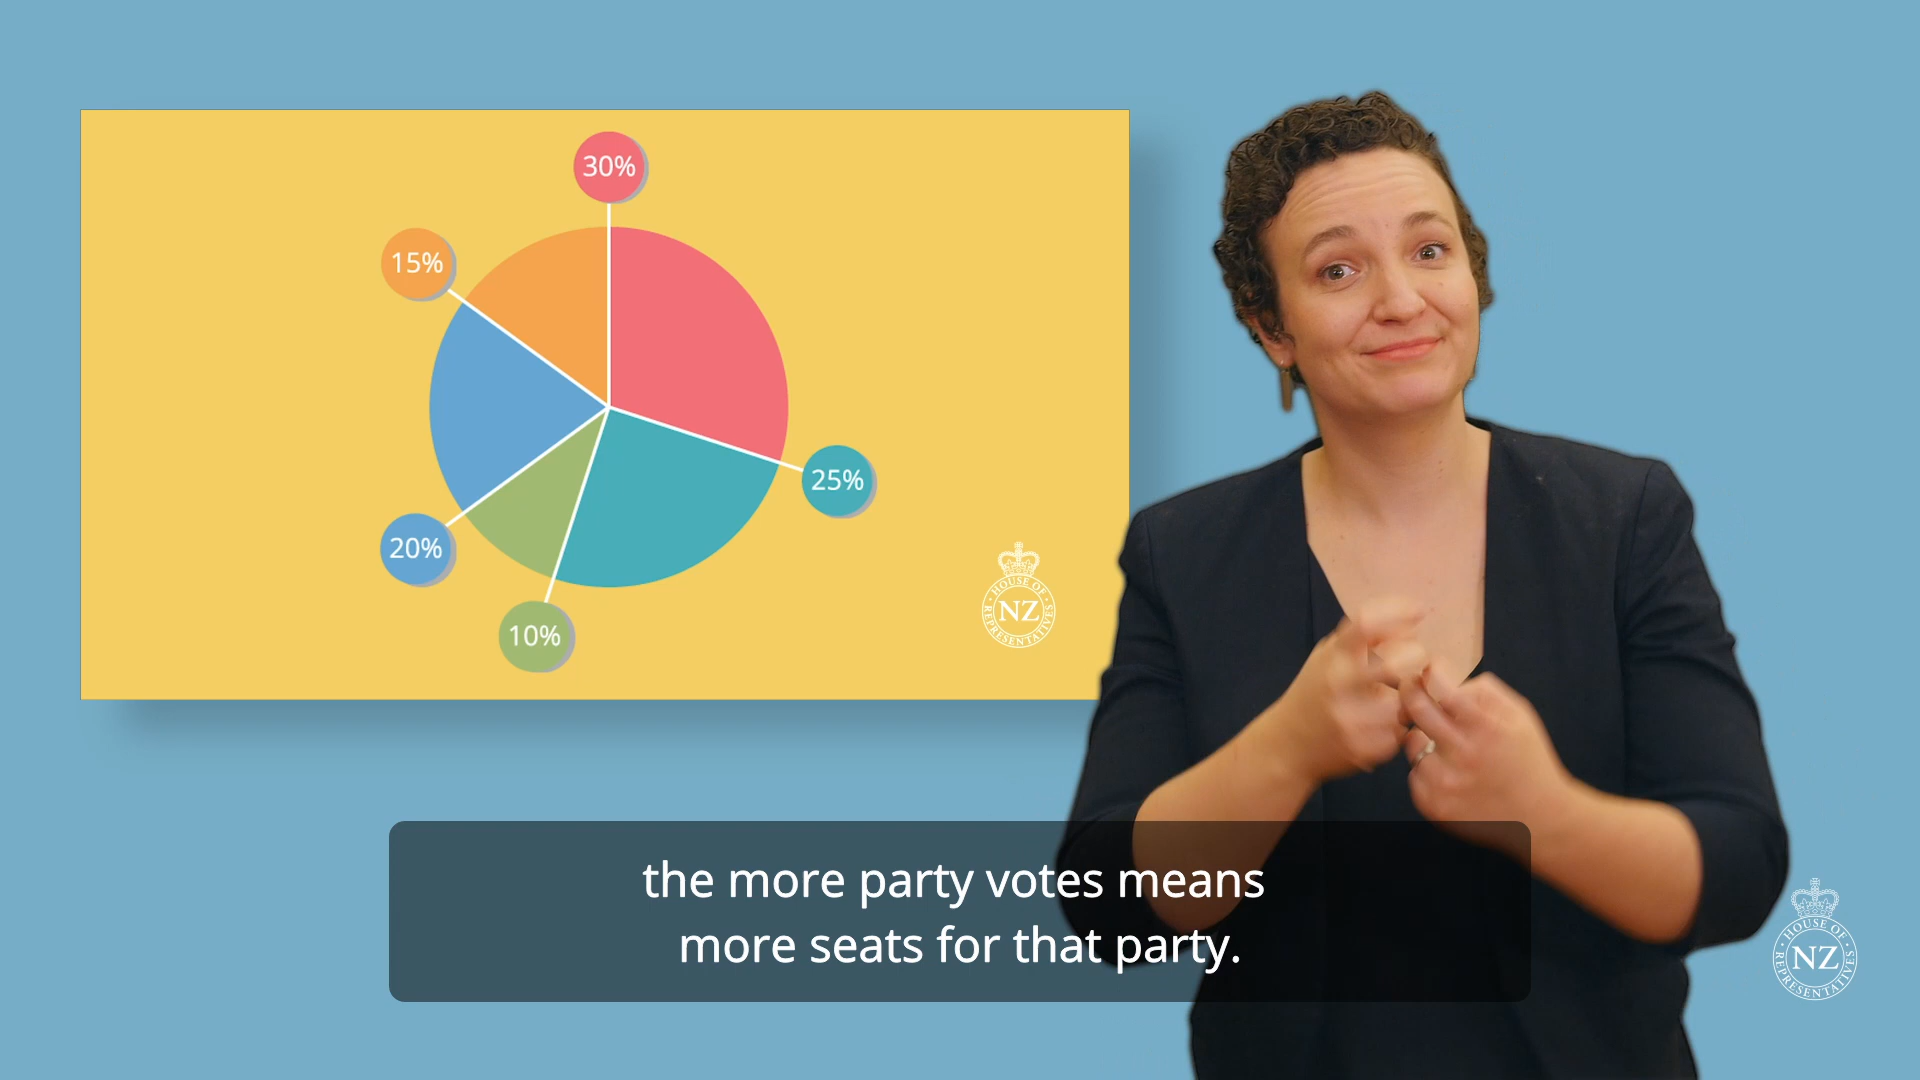 30%
15%
25%
20%
10%
HOUSE OF
NZ
REPRESENTATIVES
the more party votes means
more seats for that party.
HOUSE OF
NZ
REPRESENTATIVES